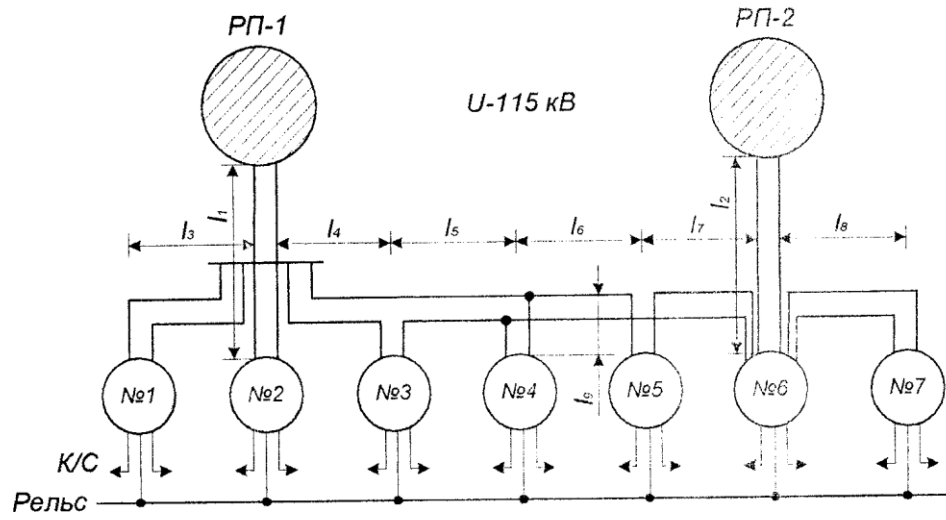 РП-1
РП-2
U-115 кВ
l1
l2
l3
l4
l5
l6
l7
l8
l9
№1
№2
№3
№4
№5
№6
№7
К/С
Рельс